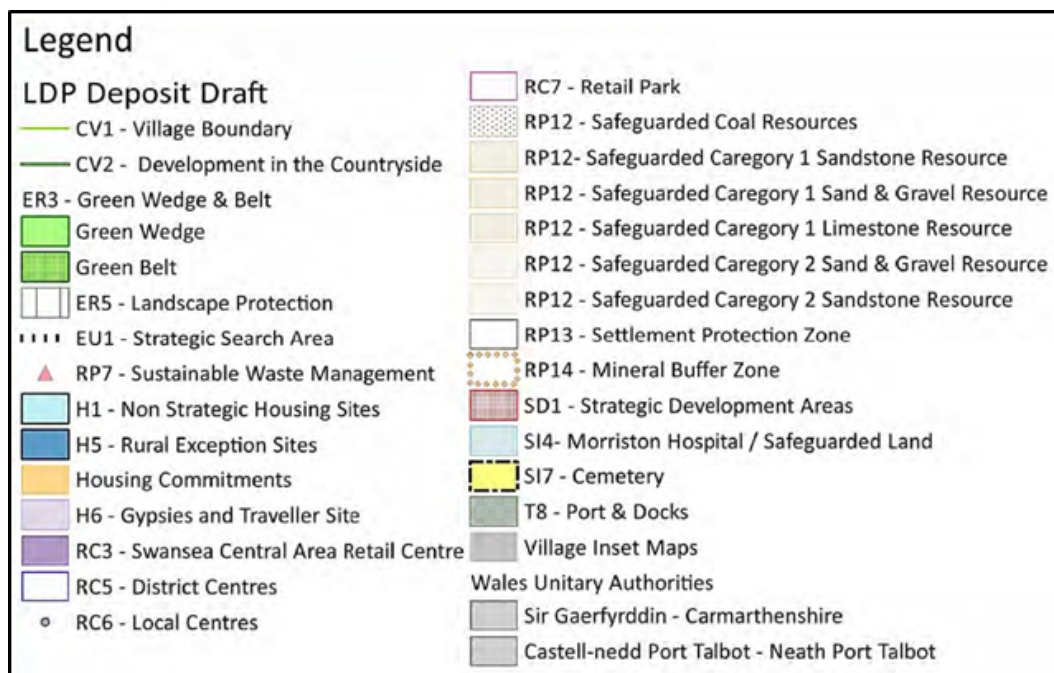 Legend
LDP Deposit Draft
CV1 - Village Boundary
CV2 - Development in the Countryside
ER3 - Green Wedge & Belt
Green Wedge
Green Belt
ER5 - Landscape Protection
EU1 - Strategic Search Area
RP7 - Sustainable Waste Management
H1 - Non Strategic Housing Sites
H5 - Rural Exception Sites
Housing Commitments
H6 - Gypsies and Traveller Site
RC3 - Swansea Central Area Retail Centre
RC5 - District Centres
RC6 - Local Centres
RC7 - Retail Park
RP12 - Safeguarded Coal Resources
RP12- Safeguarded Caregory 1 Sandstone Resource
RP12 - Safeguarded Caregory 1 Sand & Gravel Resource
RP12 - Safeguarded Caregory 1 Limestone Resource
RP12 - Safeguarded Caregory 2 Sand & Gravel Resource
RP12 - Safeguarded Caregory 2 Sandstone Resource
RP13 - Settlement Protection Zone
RP14 - Mineral Buffer Zone
SD1 - Strategic Development Areas
SI4- Morriston Hospital / Safeguarded Land
SI7 - Cemetery
T8 - Port & Docks
Village Inset Maps
Wales Unitary Authorities
Sir Gaerfyrddin - Carmarthenshire
Castell-nedd Port Talbot - Neath Port Talbot